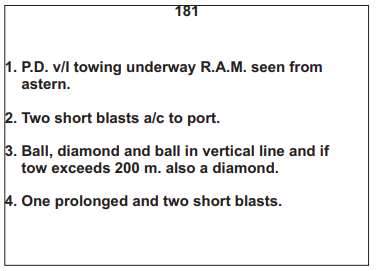 181
1. P.D. v/l towing underway R.A.M. seen from
astern.
2. Two short blasts a/c to port.
3. Ball, diamond and ball in vertical line and if
tow exceeds 200 m. also a diamond.
4. One prolonged and two short blasts.